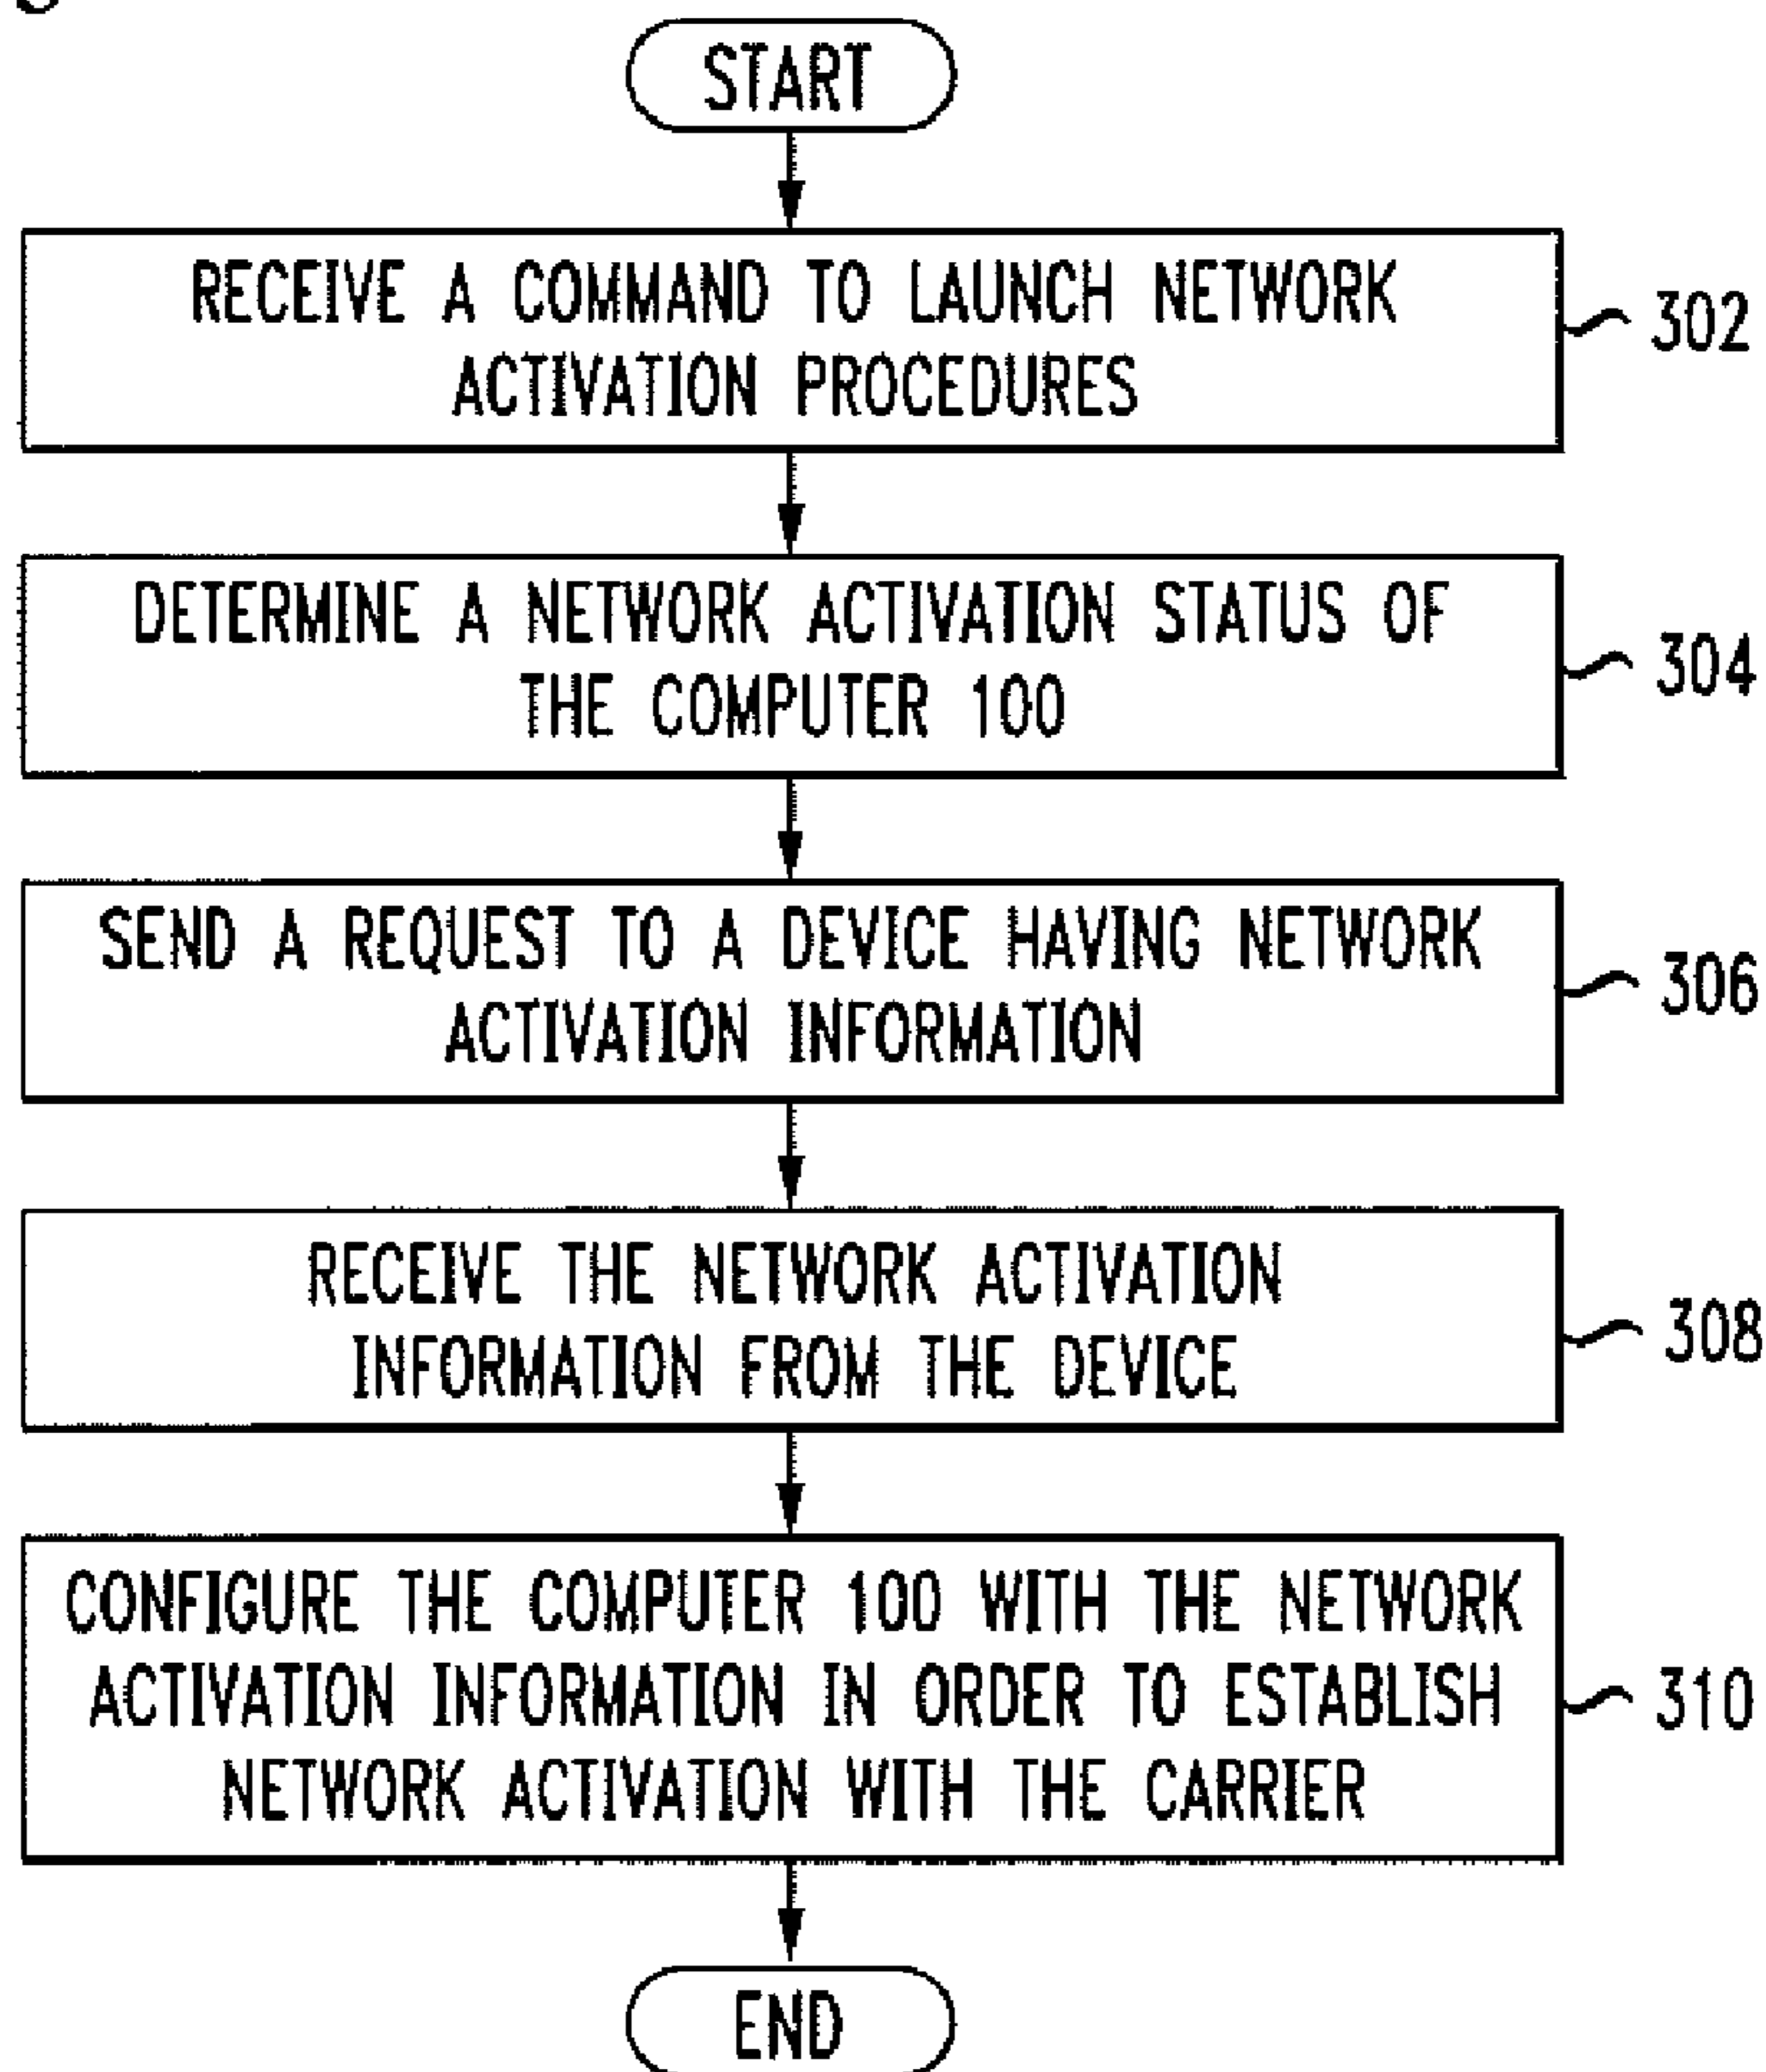 START
RECEIVE A COMMAND TO LAUNCH NETWORK
ACTIVATION PROCEDURES
302
DETERMINE A NETWORK ACTIVATION STATUS OF
THE COMPUTER 100
304
SEND A REQUEST TO A DEVICE HAVING NETWORK
ACTIVATION INFORMATION
306
RECEIVE THE NETWORK ACTIVATION
INFORMATION FROM THE DEVICE
308
CONFIGURE THE COMPUTER 100 WITH THE NETWORK
ACTIVATION INFORMATION IN ORDER TO ESTABLISH
NETWORK ACTIVATION WITH THE CARRIER
310
END